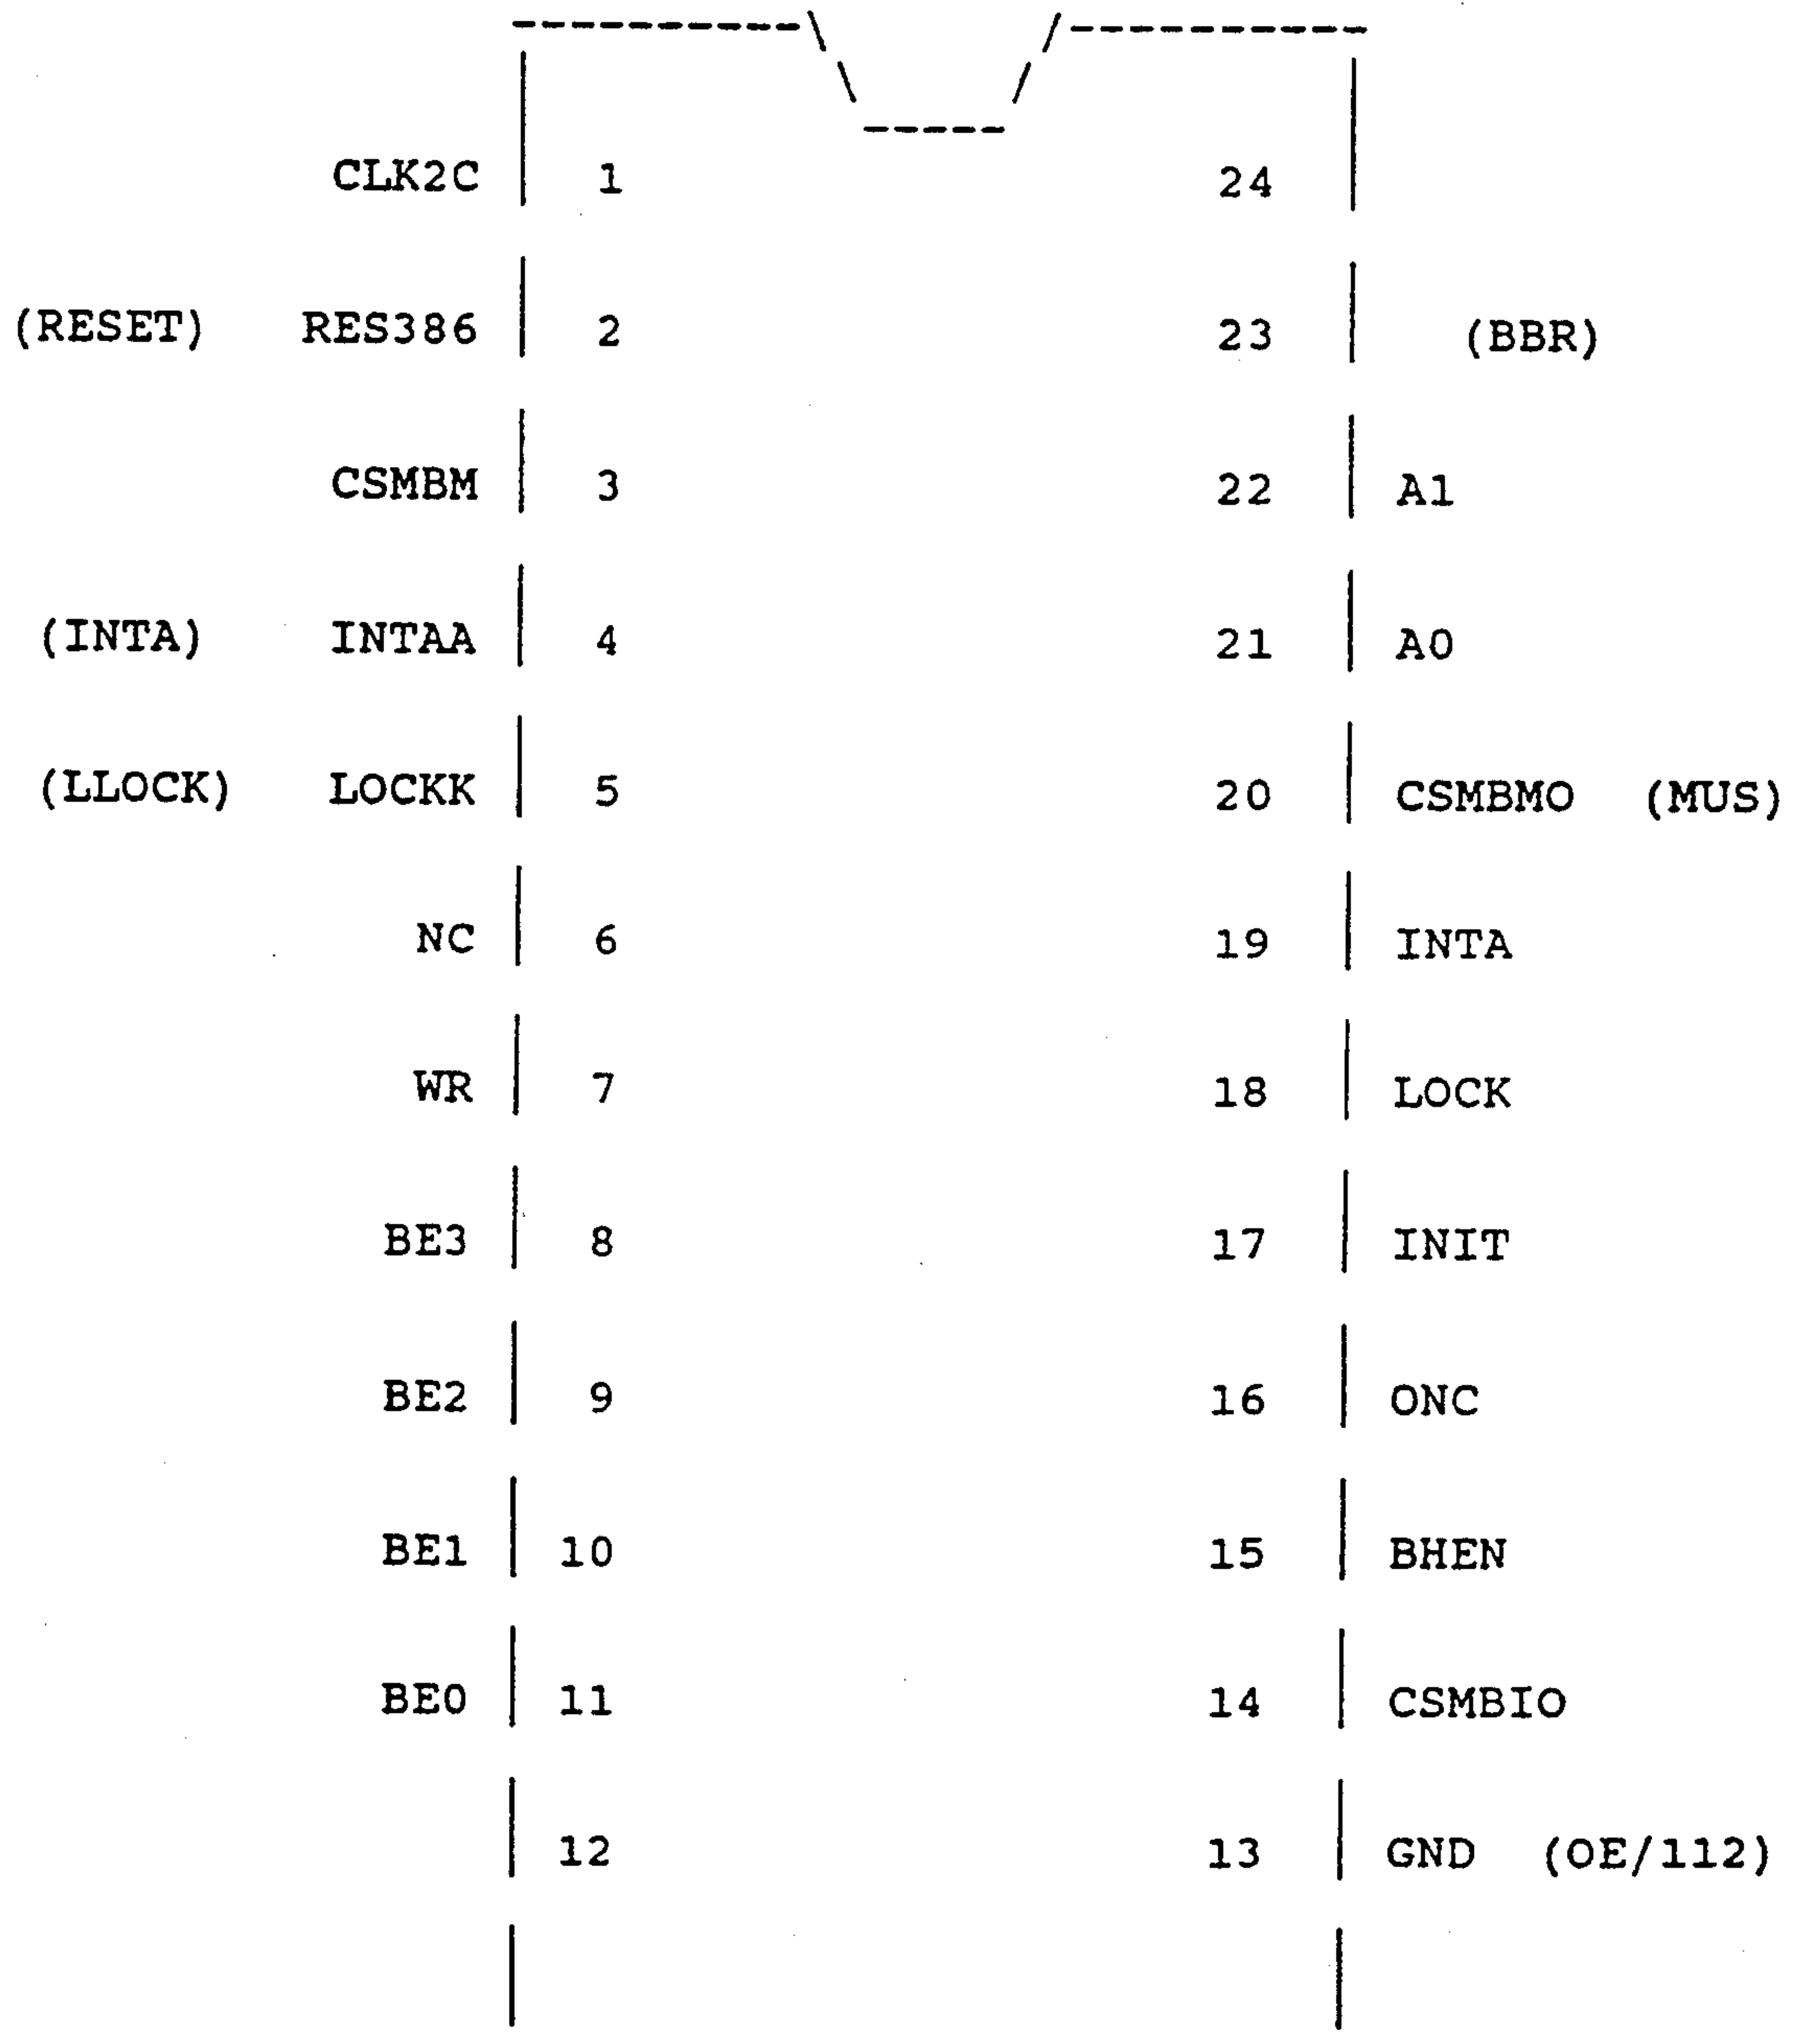 CLK2C 1 24
(RESET) RES386 2 23 (BBR)
CSMBM 3 22 A1
(INTA) INTAA 4 21 A0
(LLOCK) LOCKK 5 20 CSMBMO (MUS)
NC 6 19 INTA
WR 7 18 LOCK
BE3 8 17 INIT
BE2 9 16 ONC
BE1 10 15 BHEN
BE0 11 14 CSMBIO
12 13 GND (OE/112)